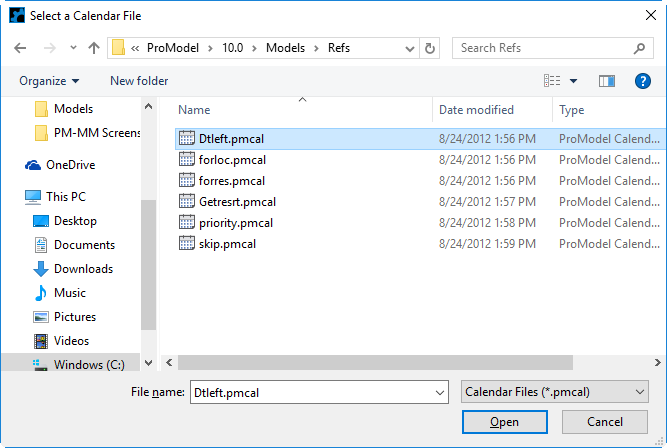 Select a Calendar File
« ProModel > 10.0 > Models > Refs
Search Refs
Organize
New folder
Name Date modified Type
Models
PM-MM Screens
OneDrive
This PC
Desktop
Documents
Downloads
Music
Pictures
Videos
Windows (C:)
Dtleft.pmcal 8/24/2012 1:56 PM ProModel Calend...
forloc.pmcal 8/24/2012 1:56 PM ProModel Calend...
forres.pmcal 8/24/2012 1:56 PM ProModel Calend...
Getresrt.pmcal 8/24/2012 1:57 PM ProModel Calend...
priority.pmcal 8/24/2012 1:58 PM ProModel Calend...
skip.pmcal 8/24/2012 1:59 PM ProModel Calend...
File name: Dtleft.pmcal Calendar Files (*.pmcal)
Open Cancel